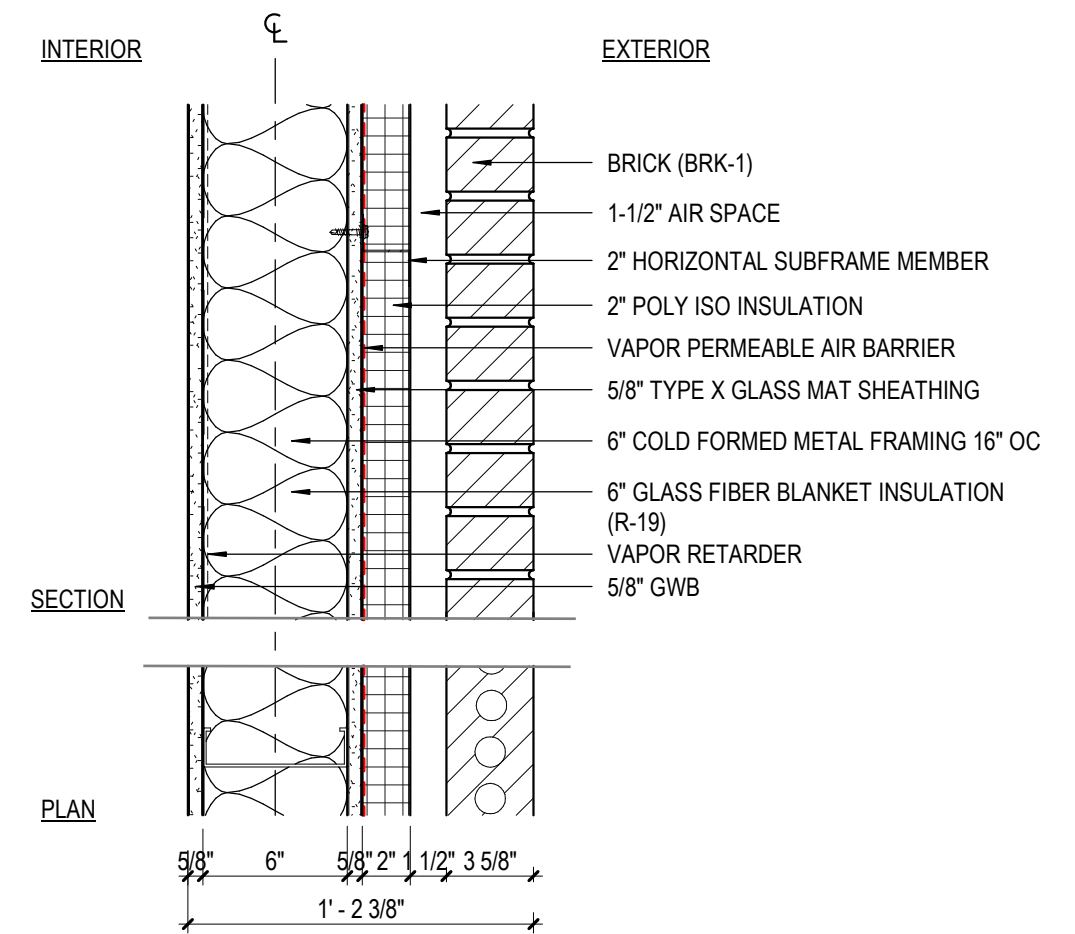 ℄
INTERIOR
EXTERIOR
BRICK (BRK-1)
1-1/2" AIR SPACE
2" HORIZONTAL SUBFRAME MEMBER
2" POLY ISO INSULATION
VAPOR PERMEABLE AIR BARRIER
5/8" TYPE X GLASS MAT SHEATHING
6" COLD FORMED METAL FRAMING 16" OC
6" GLASS FIBER BLANKET INSULATION
(R-19)
VAPOR RETARDER
5/8" GWB
SECTION
PLAN
5/8" 6" 5/8" 2" 1 1/2" 3 5/8"
1' - 2 3/8"